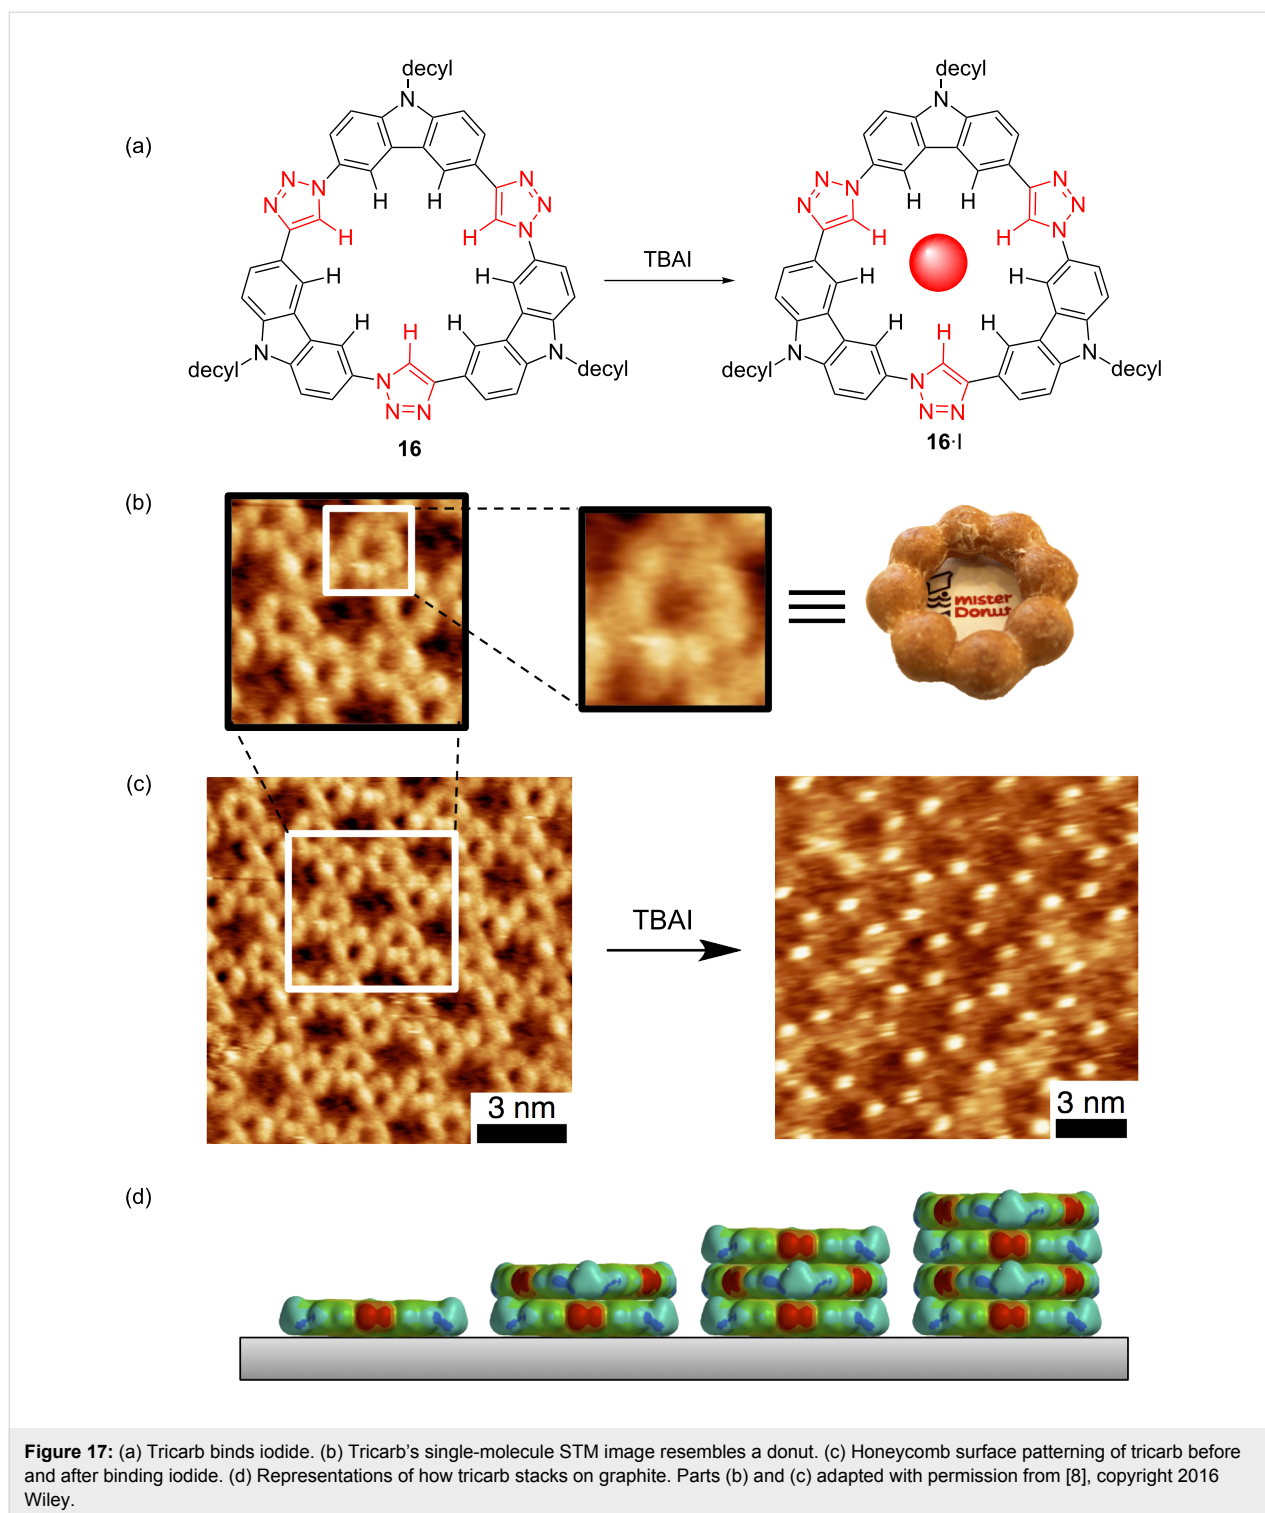 decyl
decyl
(a)
N
N
N
N
N
N
N
N
N
N
N
N
N
N
H
H
H
H
H
H
H
H
H
H
H
H
TBAI
H
H
H
H
H
H
N
N
N
N
decyl
decyl
decyl
decyl
N
N=N
N
N=N
16
16·I
(b)
mister
Donut
(c)
TBAI
3 nm
3 nm
(d)
Figure 17: (a) Tricarb binds iodide. (b) Tricarb's single-molecule STM image resembles a donut. (c) Honeycomb surface patterning of tricarb before
and after binding iodide. (d) Representations of how tricarb stacks on graphite. Parts (b) and (c) adapted with permission from [8], copyright 2016
Wiley.